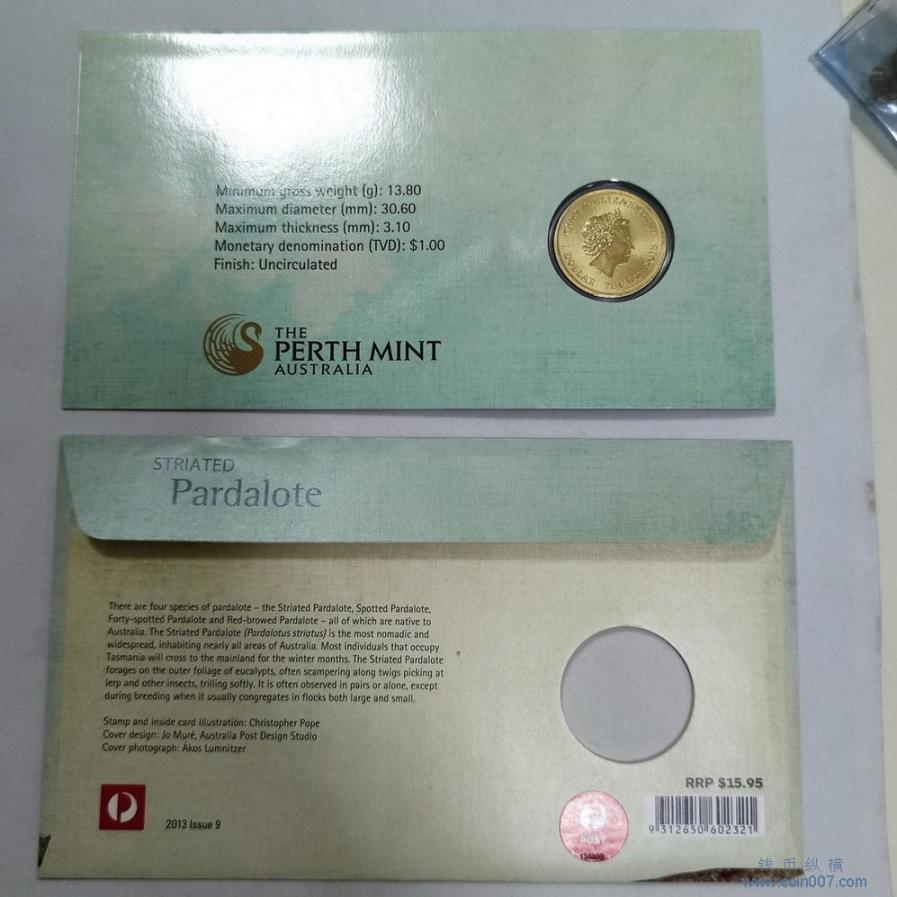 Minimum gross weight (g): 13.80
Maximum diameter (mm): 30.60
Maximum thickness (mm): 3.10
Monetary denomination (TVD): $1.00
Finish: Uncirculated
THE
PERTH MINT
AUSTRALIA
ELIZABETH
1 DOLLAR
2013
STRIATED
Pardalote
There are four species of pardalote – the Striated Pardalote, Spotted Pardalote,
Forty-spotted Pardalote and Red-browed Pardalote – all of which are native to
Australia. The Striated Pardalote (Pardalotus striatus) is the most nomadic and
widespread, inhabiting nearly all areas of Australia. Most individuals that occupy
Tasmania will cross to the mainland for the winter months. The Striated Pardalote
forages on the outer foliage of eucalypts, often scampering along twigs picking at
lerp and other insects, trilling softly. It is often observed in pairs or alone, except
during breeding when it usually congregates in flocks both large and small.
Stamp and inside card illustration: Christopher Pope
Cover design: Jo Muré, Australia Post Design Studio
Cover photograph: Ákos Lumnitzer
2013 Issue 9
RRP $15.95
POST
9 312650 602321
钱币纵横
www.coin007.com